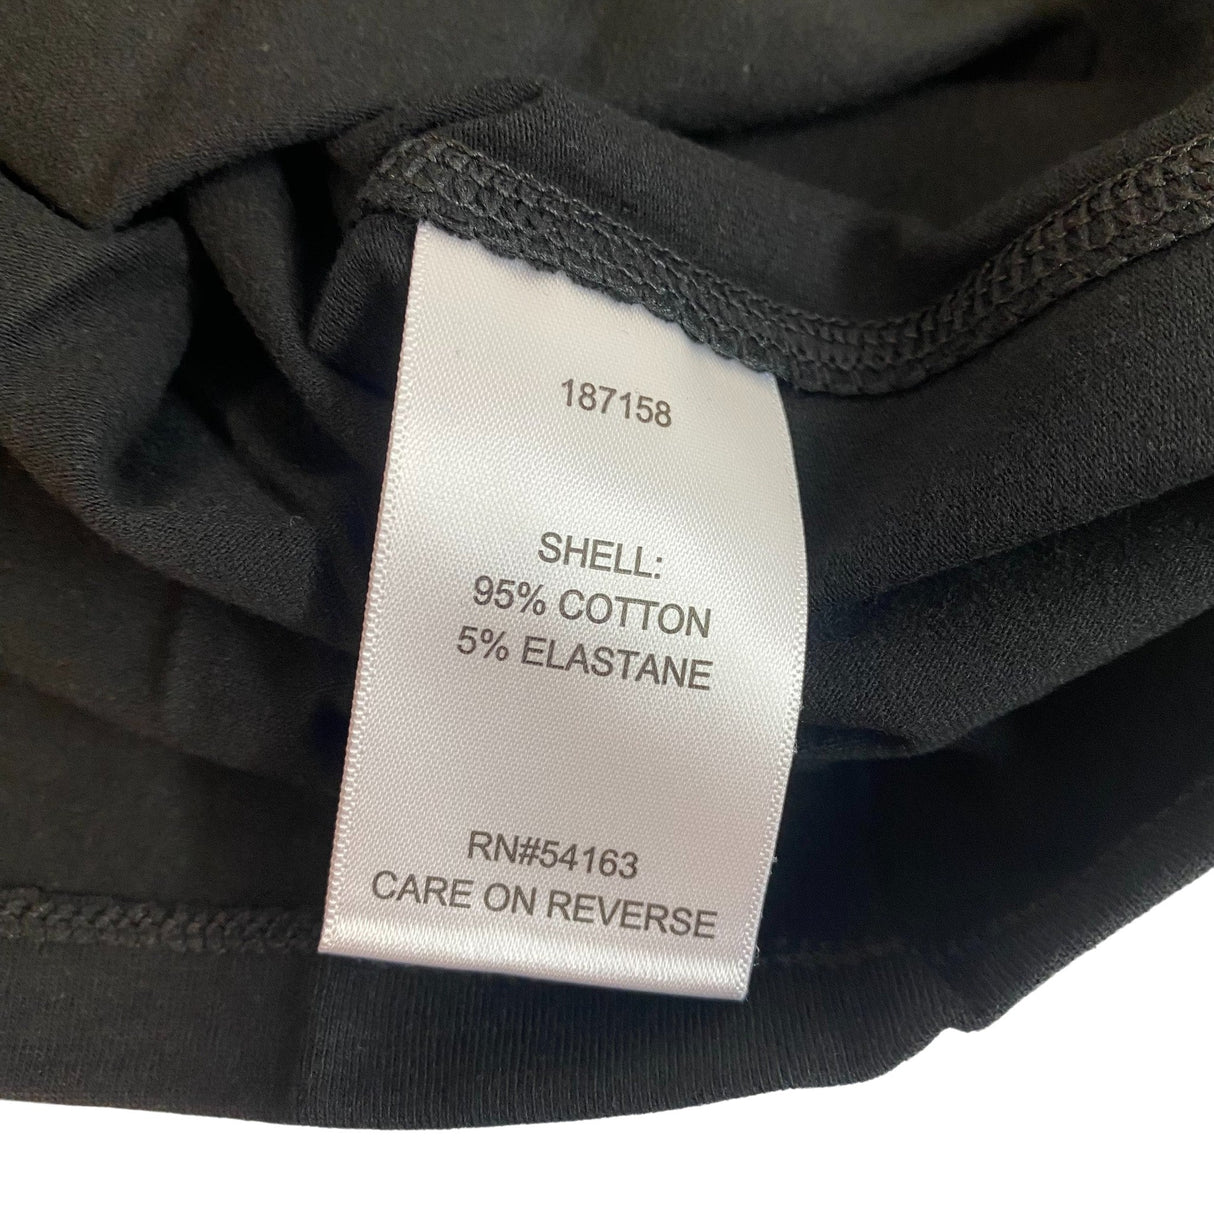 187158
SHELL:
95% COTTON
5% ELASTANE
RN#54163
CARE ON REVERSE